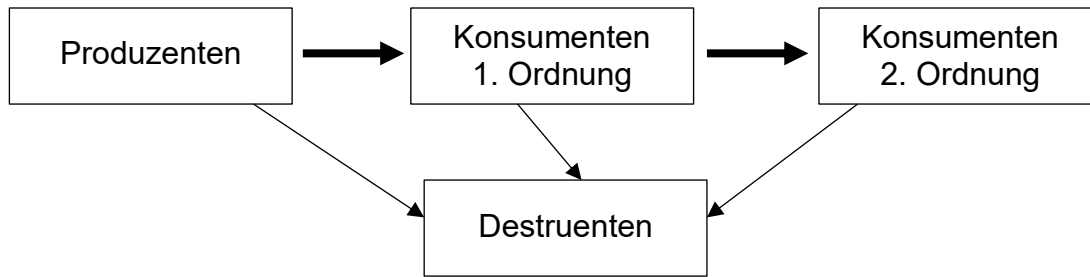 Produzenten
Konsumenten
1. Ordnung
Konsumenten
2. Ordnung
Destruenten